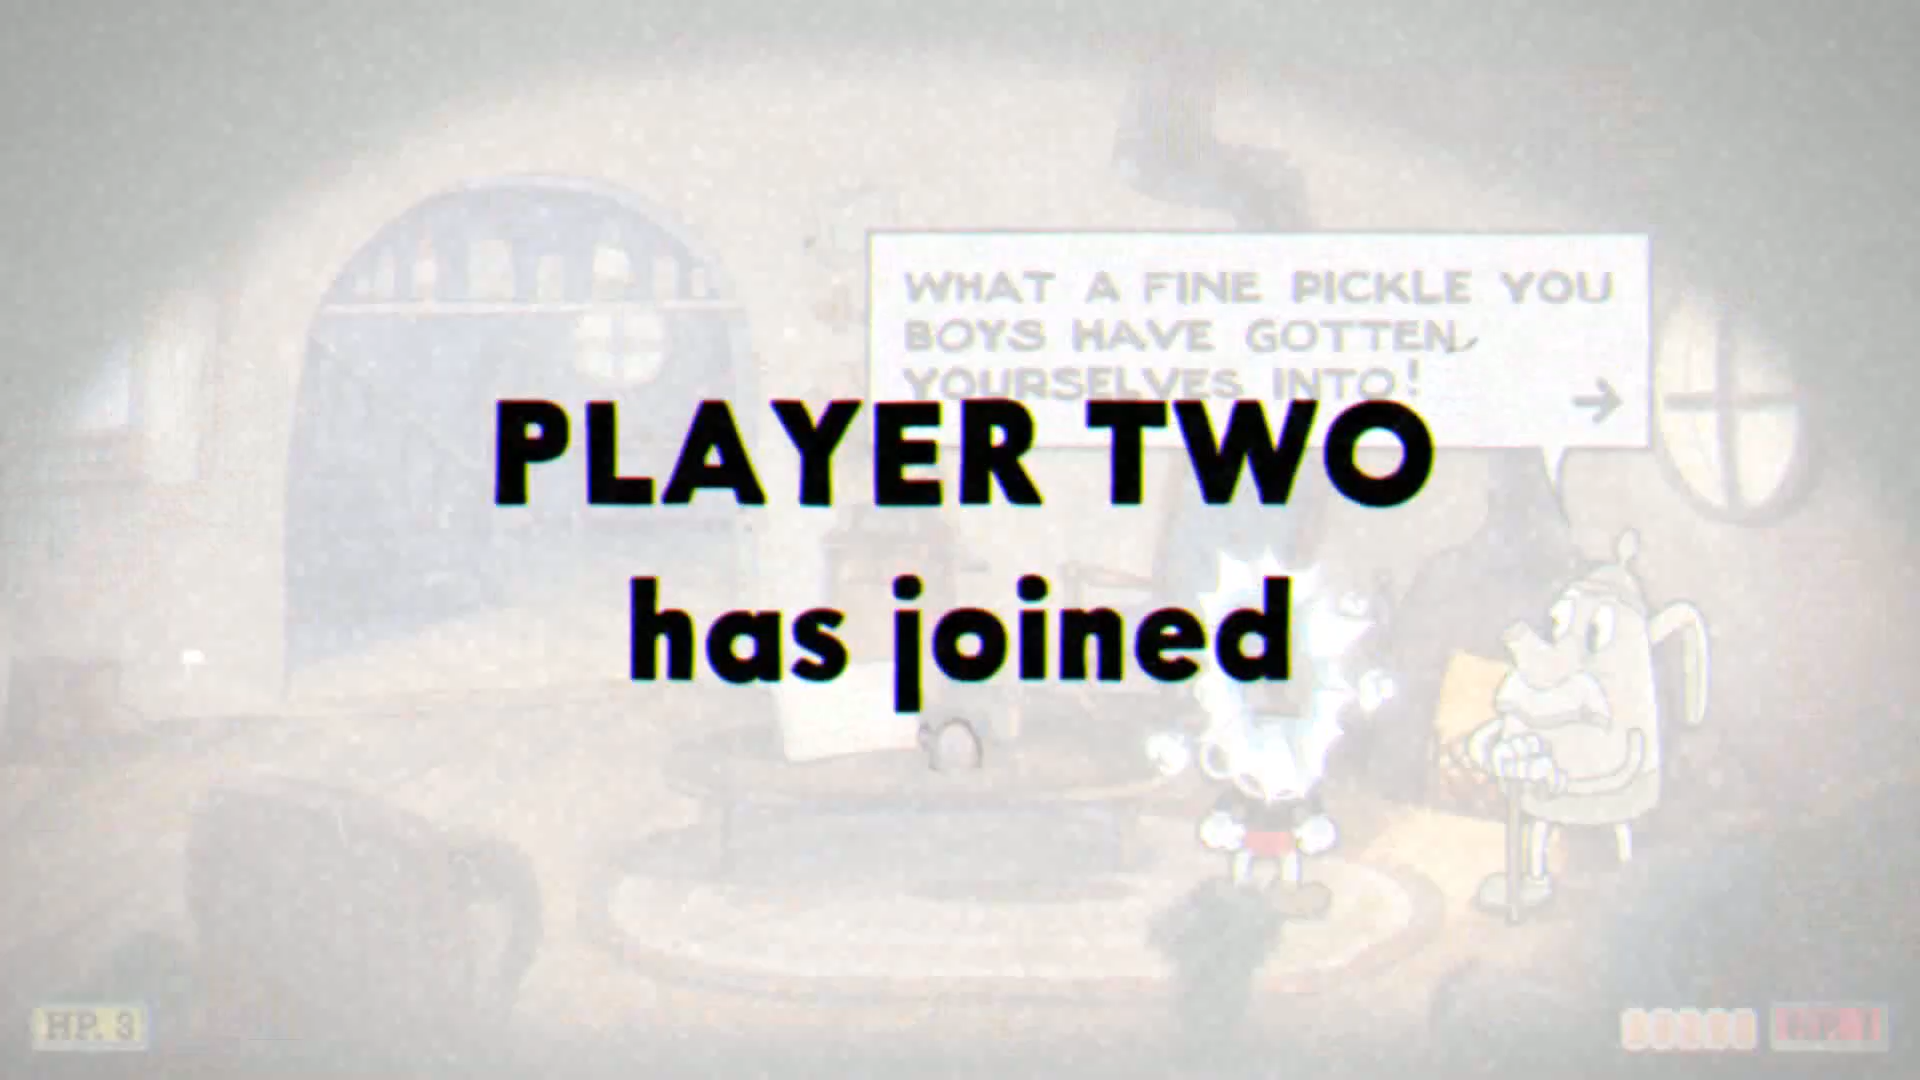 WHAT A FINE PICKLE YOU
BOYS HAVE GOTTEN
YOURSELVES INTO!
PLAYER TWO
has joined
HP. 3